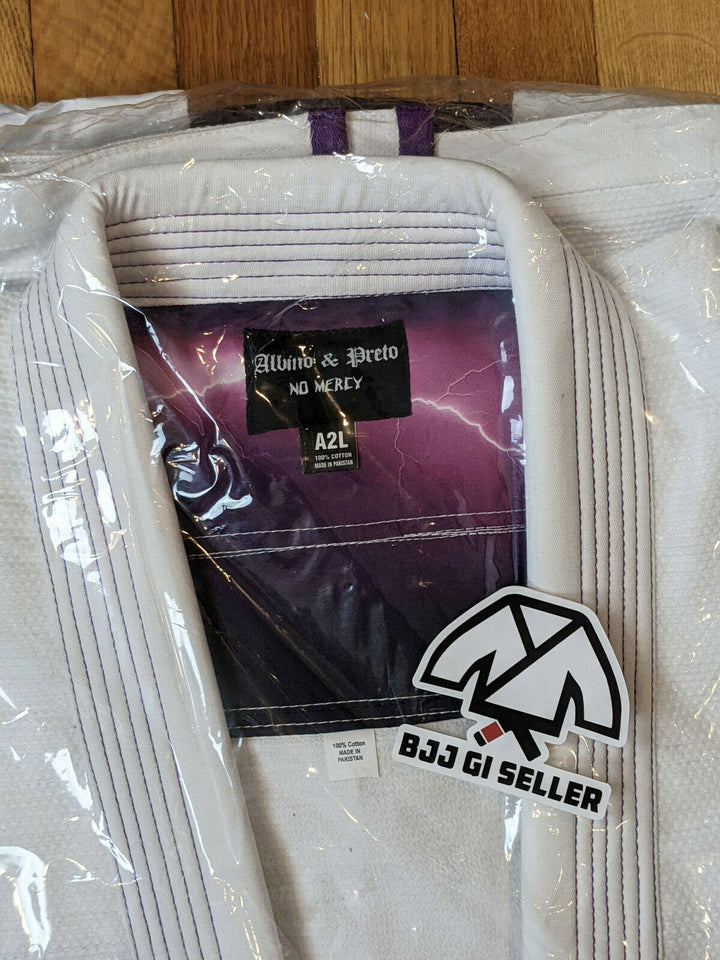 Albino & Preto
NO MERCY
A2L
100% COTTON
MADE IN PAKISTAN
100% Cotton
MADE IN
PAKISTAN
BJJ GI SELLER